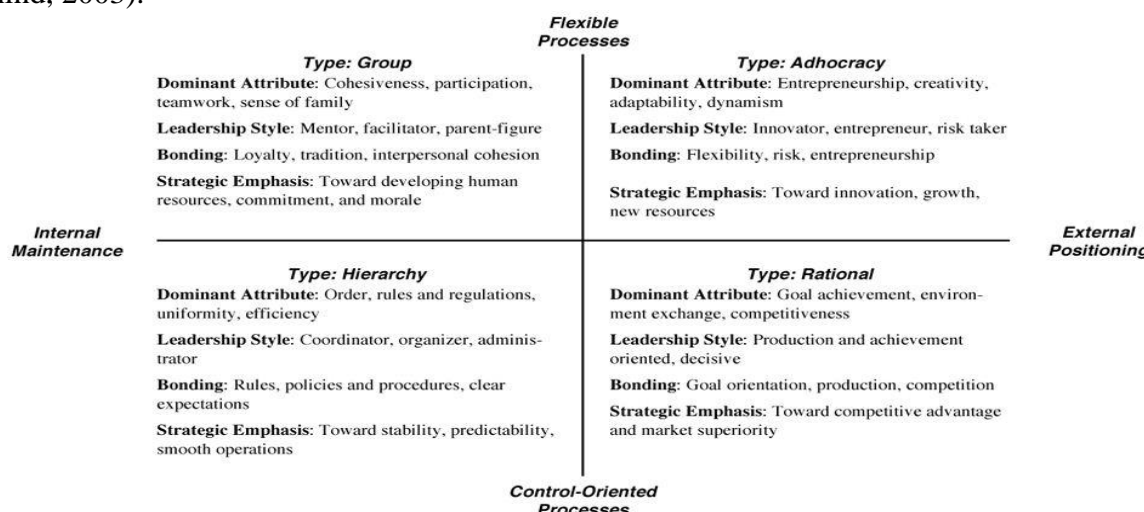 2003).
Flexible
Processes
Type: Group
Dominant Attribute: Cohesiveness, participation,
teamwork, sense of family
Leadership Style: Mentor, facilitator, parent-figure
Bonding: Loyalty, tradition, interpersonal cohesion
Strategic Emphasis: Toward developing human
resources, commitment, and morale
Type: Adhocracy
Dominant Attribute: Entrepreneurship, creativity,
adaptability, dynamism
Leadership Style: Innovator, entrepreneur, risk taker
Bonding: Flexibility, risk, entrepreneurship
Strategic Emphasis: Toward innovation, growth,
new resources
Internal
Maintenance
External
Positioning
Type: Hierarchy
Dominant Attribute: Order, rules and regulations,
uniformity, efficiency
Leadership Style: Coordinator, organizer, adminis-
trator
Bonding: Rules, policies and procedures, clear
expectations
Strategic Emphasis: Toward stability, predictability,
smooth operations
Type: Rational
Dominant Attribute: Goal achievement, environ-
ment exchange, competitiveness
Leadership Style: Production and achievement
oriented, decisive
Bonding: Goal orientation, production, competition
Strategic Emphasis: Toward competitive advantage
and market superiority
Control-Oriented
Processes